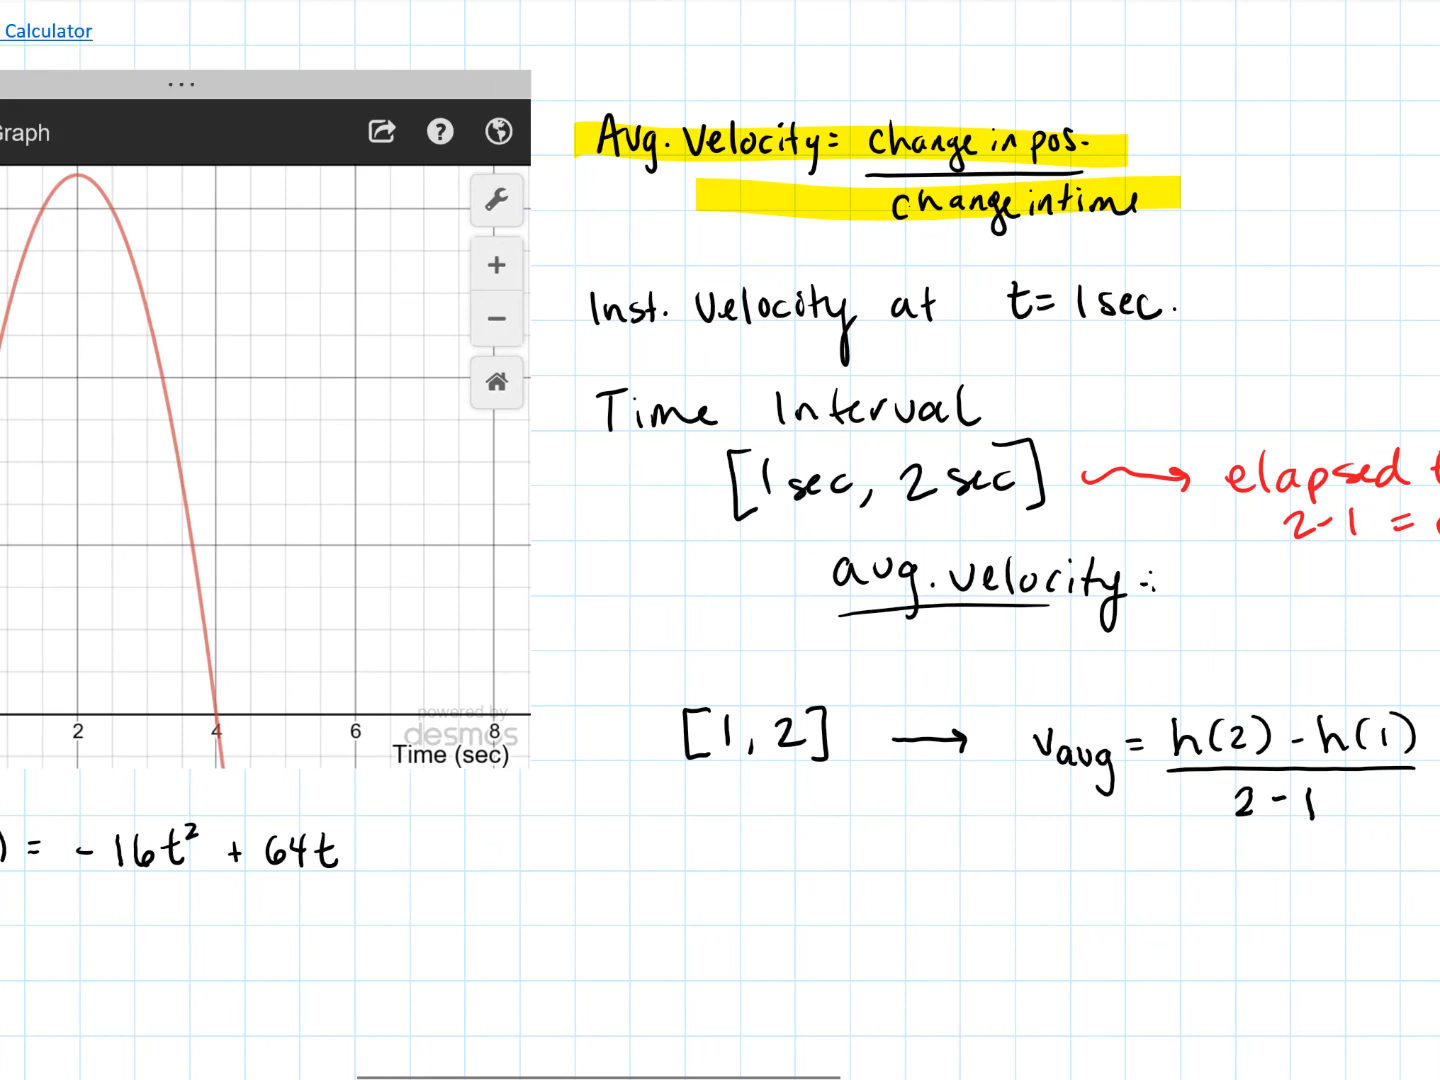 Calculator
...
Graph
Avg. Velocity = change in pos.
change in time
Inst. Velocity at t = 1 sec.
Time Interval
[1 sec, 2 sec] → elapsed
2 - 1 =
avg. velocity =
powered by
desmos
2 4 6 8
Time (sec)
[1, 2] → Vavg = h(2) - h(1)
2 - 1
) = -16t² + 64t